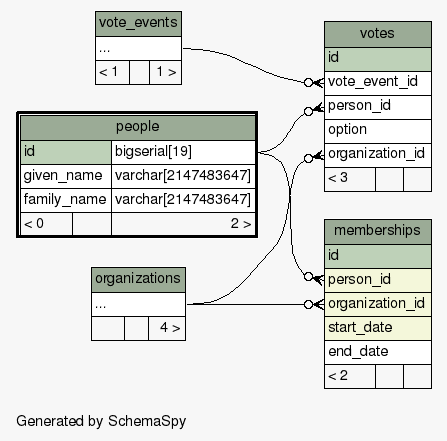 vote_events
...
< 1 1 >
votes
id
vote_event_id
person_id
option
organization_id
< 3
people
id bigserial[19]
given_name varchar[2147483647]
family_name varchar[2147483647]
< 0 2 >
organizations
...
4 >
memberships
id
person_id
organization_id
start_date
end_date
< 2
Generated by SchemaSpy